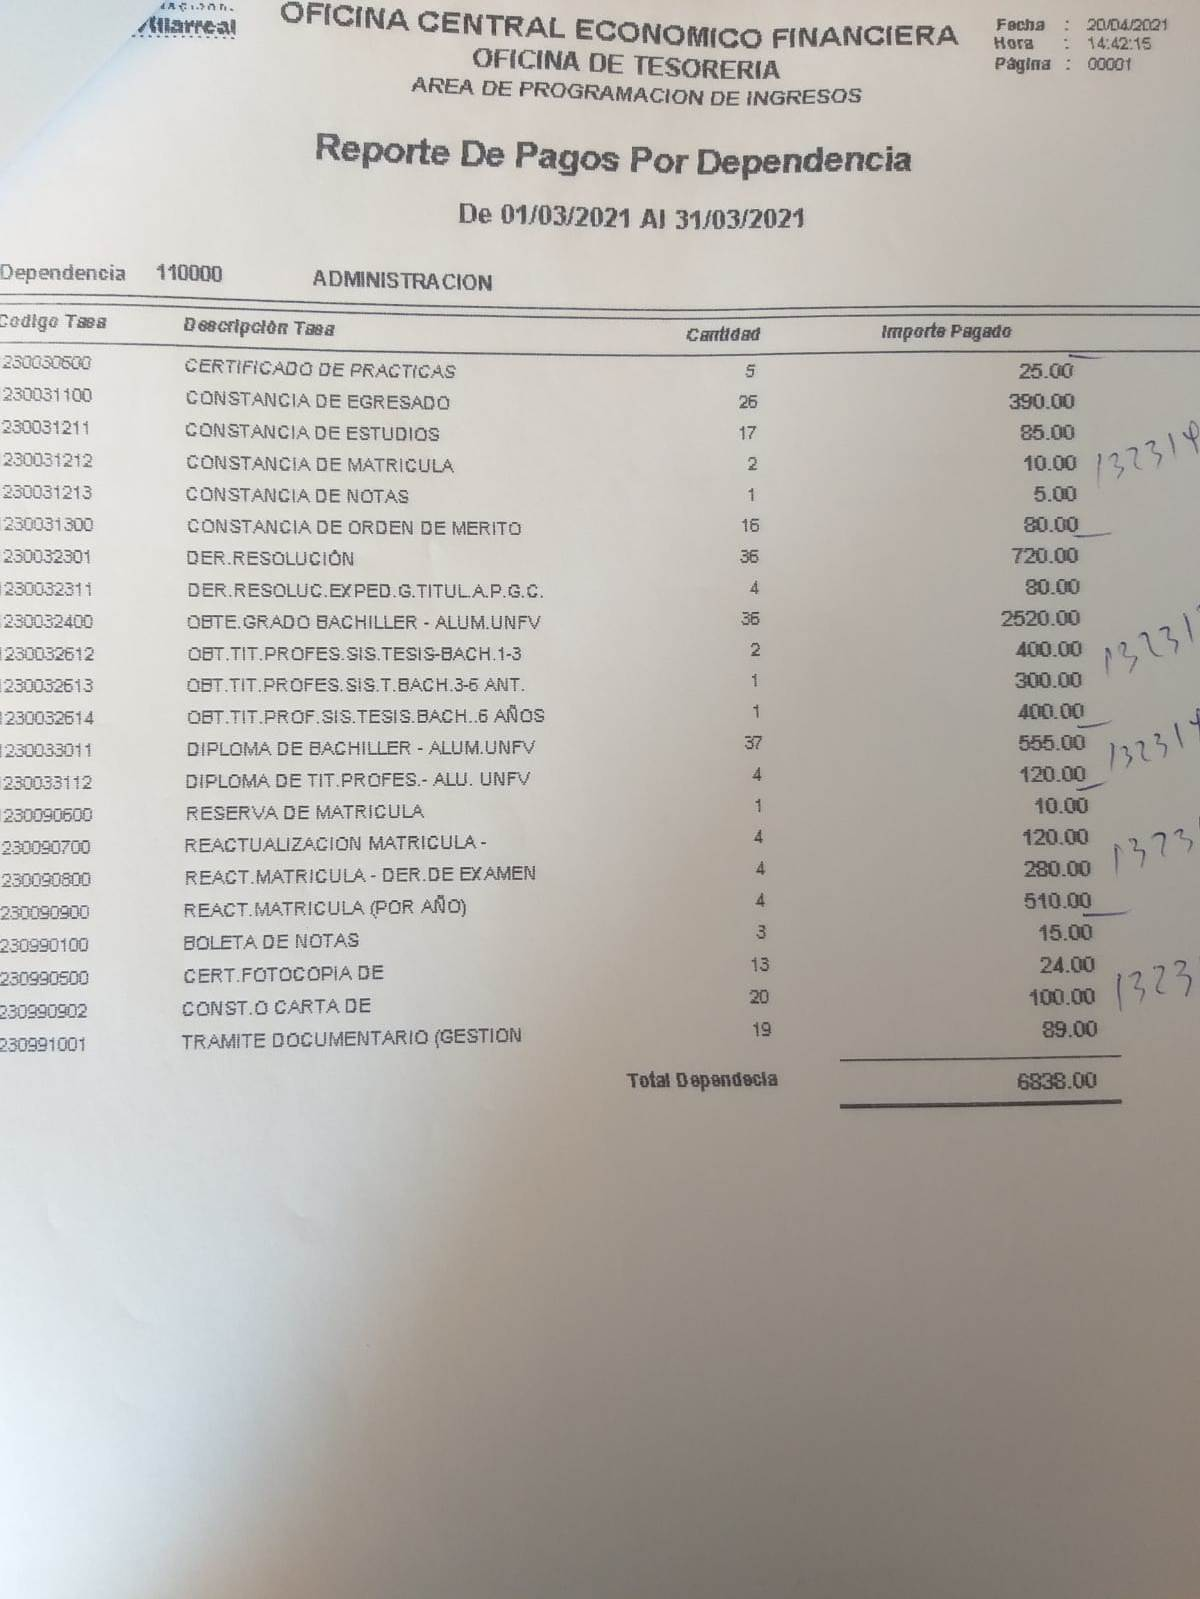 Villarreal
OFICINA CENTRAL ECONOMICO FINANCIERA
OFICINA DE TESORERIA
AREA DE PROGRAMACION DE INGRESOS
Fecha : 20/04/2021
Hora : 14:42:15
Página : 00001
Reporte De Pagos Por Dependencia
De 01/03/2021 Al 31/03/2021
Dependencia 110000 ADMINISTRACION
Codigo Tasa Descripción Tasa Cantidad Importe Pagado
230030600 CERTIFICADO DE PRACTICAS 5 25.00
230031100 CONSTANCIA DE EGRESADO 26 390.00
230031211 CONSTANCIA DE ESTUDIOS 17 85.00
230031212 CONSTANCIA DE MATRICULA 2 10.00 132314
230031213 CONSTANCIA DE NOTAS 1 5.00
230031300 CONSTANCIA DE ORDEN DE MERITO 16 80.00
230032301 DER.RESOLUCIÓN 36 720.00
230032311 DER.RESOLUC.EXPED.G.TITUL.A.P.G.C. 4 80.00
230032400 OBTE.GRADO BACHILLER - ALUM.UNFV 36 2520.00
230032612 OBT.TIT.PROFES.SIS.TESIS-BACH.1-3 2 400.00 13231
230032613 OBT.TIT.PROFES.SIS.T.BACH.3-6 ANT. 1 300.00
230032614 OBT.TIT.PROF.SIS.TESIS.BACH..6 AÑOS 1 400.00
230033011 DIPLOMA DE BACHILLER - ALUM.UNFV 37 555.00 132314
230033112 DIPLOMA DE TIT.PROFES.- ALU. UNFV 4 120.00
230090600 RESERVA DE MATRICULA 1 10.00
230090700 REACTUALIZACION MATRICULA - 4 120.00 1323
230090800 REACT.MATRICULA - DER.DE EXAMEN 4 280.00
230090900 REACT.MATRICULA (POR AÑO) 4 510.00
230990100 BOLETA DE NOTAS 3 15.00
230990500 CERT.FOTOCOPIA DE 13 24.00
230990902 CONST.O CARTA DE 20 100.00 1323
230991001 TRAMITE DOCUMENTARIO (GESTION 19 89.00
Total Dependecia 6838.00